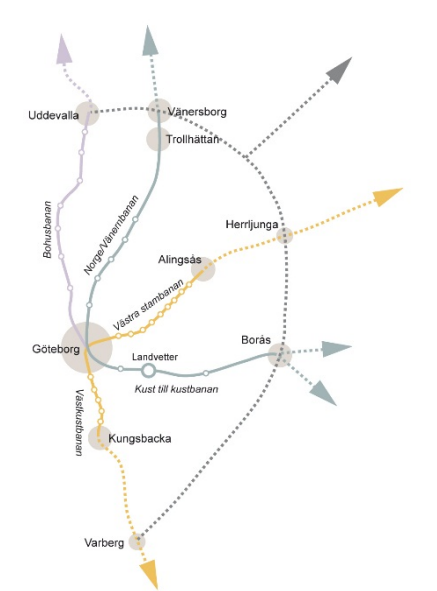 Uddevalla
Vänersborg
Trollhättan
Bohusbanan
Norge/Vänernbanan
Herrljunga
Alingsås
Västra stambanan
Göteborg
Landvetter
Borås
Kust till kustbanan
Västkustbanan
Kungsbacka
Varberg